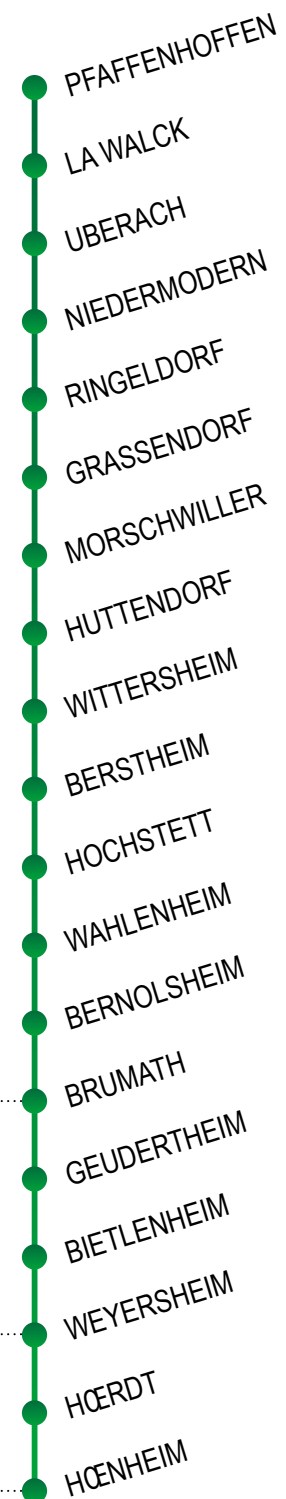 PFAFFENHOFFEN
LA WALCK
UBERACH
NIEDERMODERN
RINGELDORF
GRASSENDORF
MORSCHWILLER
HUTTENDORF
WITTERSHEIM
BERSTHEIM
HOCHSTETT
WAHLENHEIM
BERNOLSHEIM
BRUMATH
GEUDERTHEIM
BIETLENHEIM
WEYERSHEIM
HŒRDT
HŒNHEIM